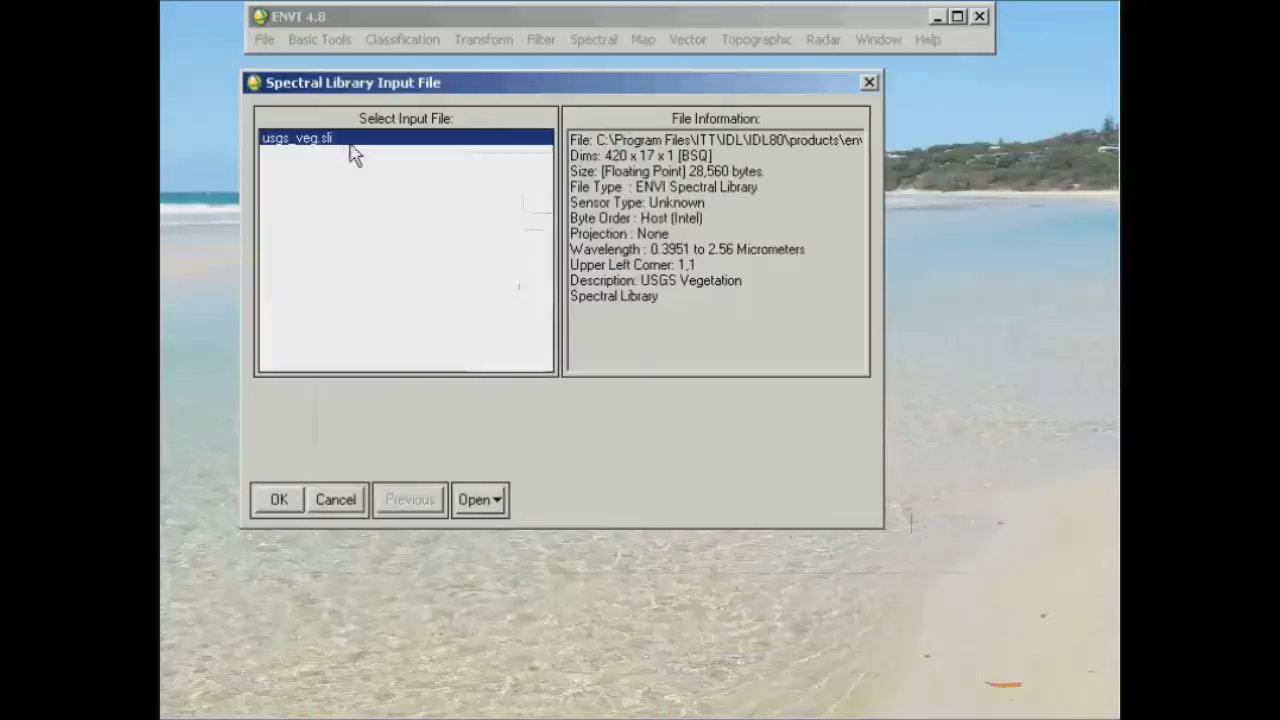 ENVI 4.8
File Basic Tools Classification Transform Filter Spectral Map Vector Topographic Radar Window Help
Spectral Library Input File
Select Input File:
usgs_veg.sli
File Information:
File: C:\Program Files\ITT\IDL\IDL80\products\env
Dims: 420 x 17 x 1 [BSQ]
Size: [Floating Point] 28,560 bytes.
File Type : ENVI Spectral Library
Sensor Type: Unknown
Byte Order : Host (Intel)
Projection : None
Wavelength : 0.3951 to 2.56 Micrometers
Upper Left Corner: 1,1
Description: USGS Vegetation
Spectral Library
OK Cancel Previous Open